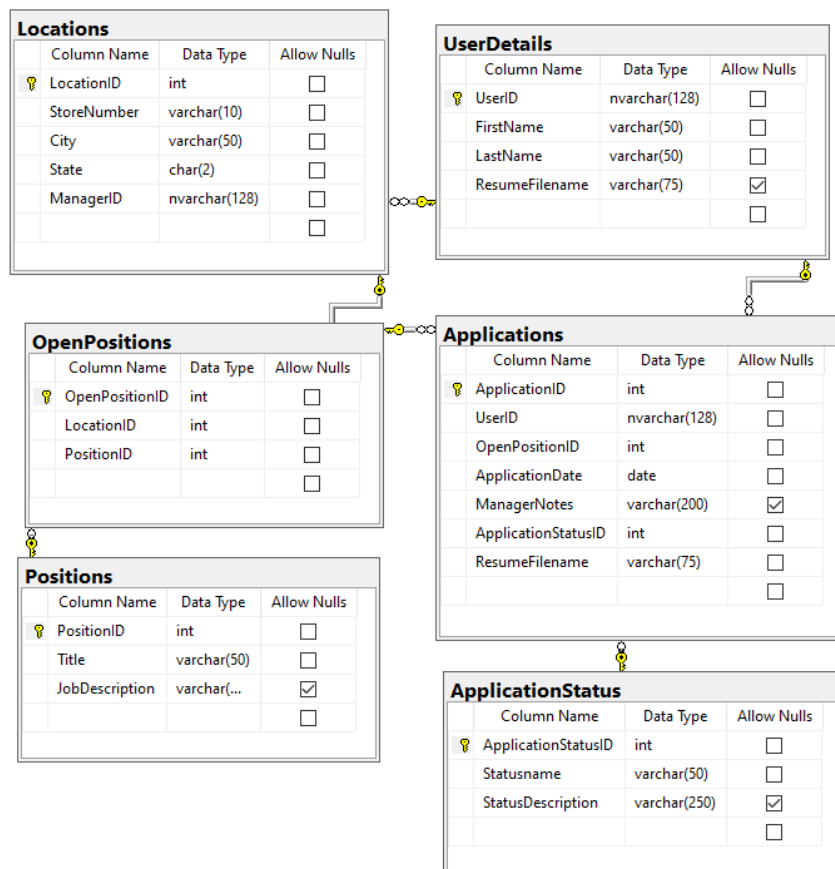 Locations
Column Name Data Type Allow Nulls
LocationID int
StoreNumber varchar(10)
City varchar(50)
State char(2)
ManagerID nvarchar(128)
UserDetails
Column Name Data Type Allow Nulls
UserID nvarchar(128)
FirstName varchar(50)
LastName varchar(50)
ResumeFilename varchar(75)
OpenPositions
Column Name Data Type Allow Nulls
OpenPositionID int
LocationID int
PositionID int
Applications
Column Name Data Type Allow Nulls
ApplicationID int
UserID nvarchar(128)
OpenPositionID int
ApplicationDate date
ManagerNotes varchar(200)
ApplicationStatusID int
ResumeFilename varchar(75)
Positions
Column Name Data Type Allow Nulls
PositionID int
Title varchar(50)
JobDescription varchar(...
ApplicationStatus
Column Name Data Type Allow Nulls
ApplicationStatusID int
Statusname varchar(50)
StatusDescription varchar(250)